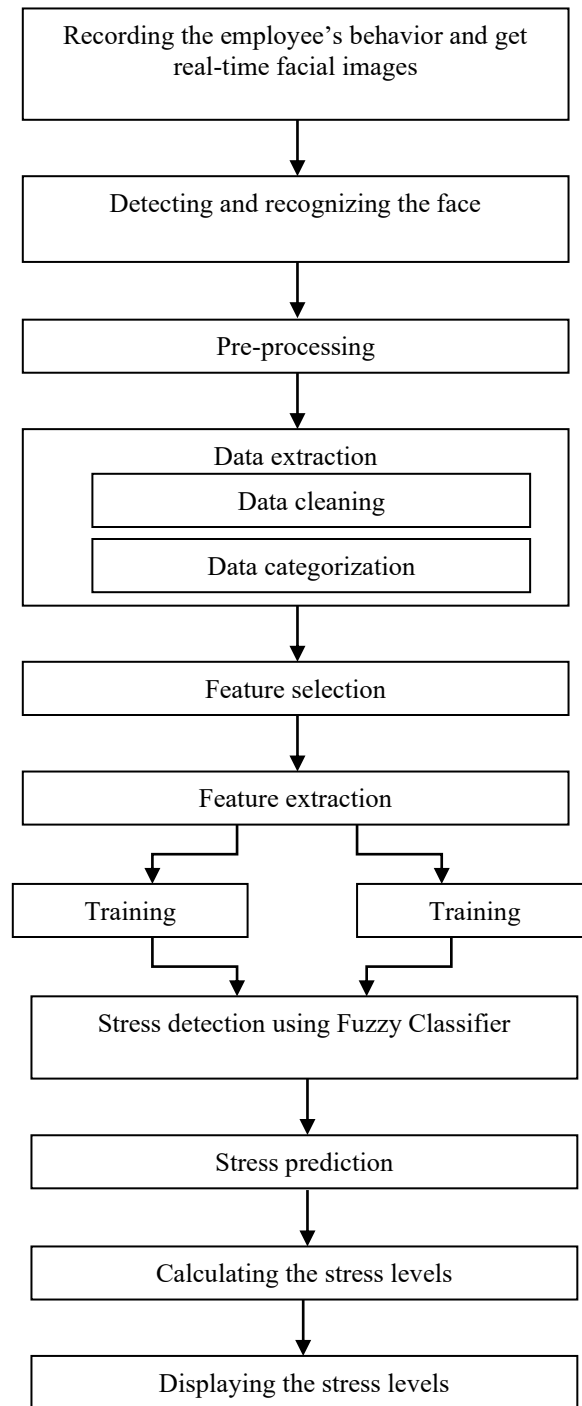 Recording the employee’s behavior and get
real-time facial images
Detecting and recognizing the face
Pre-processing
Data extraction
Data cleaning
Data categorization
Feature selection
Feature extraction
Training
Training
Stress detection using Fuzzy Classifier
Stress prediction
Calculating the stress levels
Displaying the stress levels